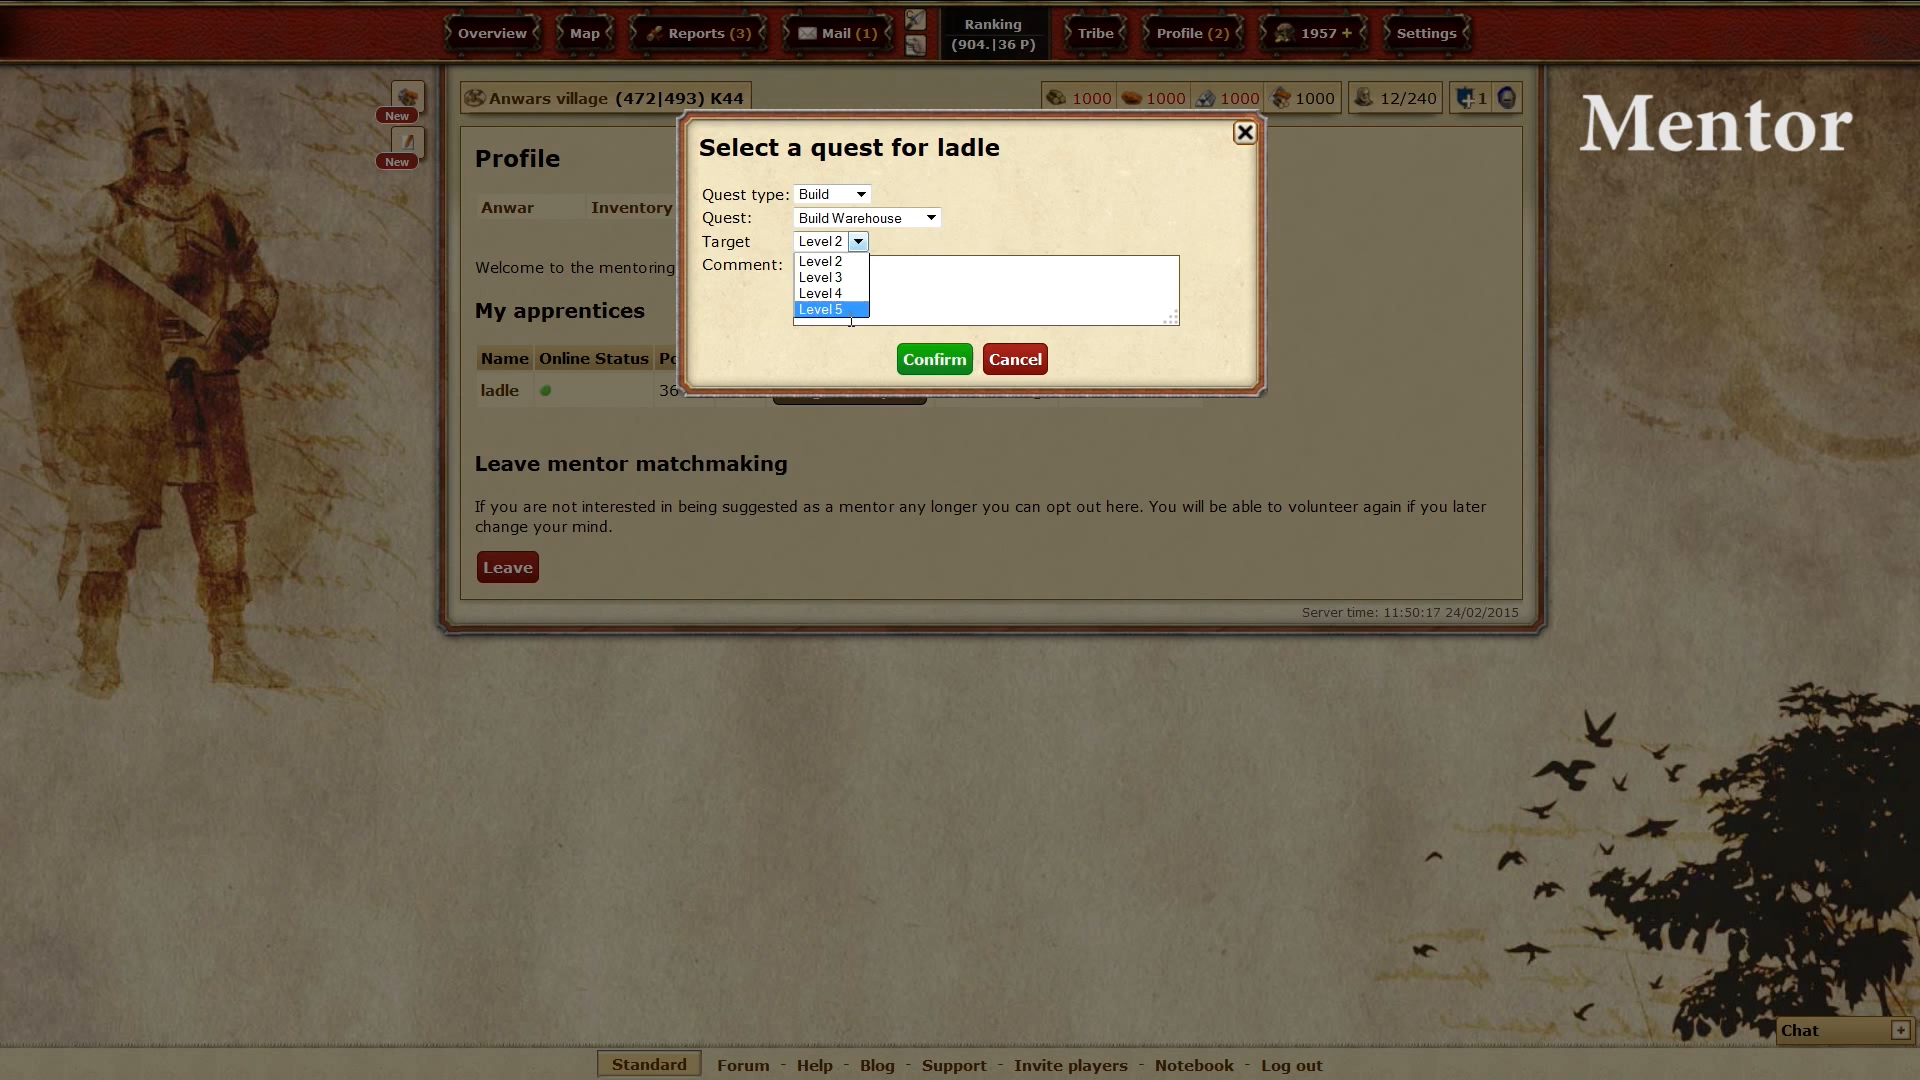 Overview
Map
Reports (3)
Mail (1)
Ranking
(904.|36 P)
Tribe
Profile (2)
1957 +
Settings
New
New
Anwars village (472|493) K44
1000
1000
1000
1000
12/240
1
Mentor
Profile
Anwar
Inventory
Welcome to the mentoring
My apprentices
Name
Online Status
ladle
36
Select a quest for ladle
Quest type: Build
Quest: Build Warehouse
Target Level 2
Comment:
Level 2
Level 3
Level 4
Level 5
Confirm
Cancel
Leave mentor matchmaking
If you are not interested in being suggested as a mentor any longer you can opt out here. You will be able to volunteer again if you later
change your mind.
Leave
Server time: 11:50:17 24/02/2015
Chat +
Standard
Forum - Help - Blog - Support - Invite players - Notebook - Log out